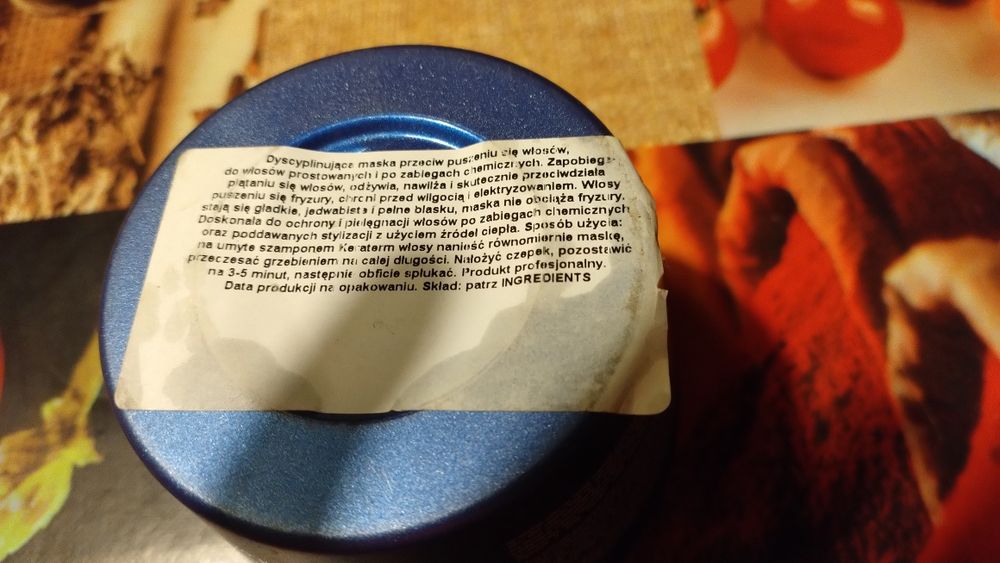 Dyscyplinująca maska przeciw puszeniu się włosów,
do włosów prostowanych i po zabiegach chemicznych. Zapobiega
plątaniu się włosów, odżywia, nawilża i skutecznie przeciwdziała
puszeniu się fryzury, chroni przed wilgocią i elektryzowaniem. Włosy
stają się gładkie, jedwabiste i pełne blasku, maska nie obciąża fryzury.
Doskonała do ochrony i pielęgnacji włosów po zabiegach chemicznych
oraz poddawanych stylizacji z użyciem źródeł ciepła. Sposób użycia:
na umyte szamponem Keraterm włosy nanieść równomiernie maskę,
przeczesać grzebieniem na całej długości. Nałożyć czepek, pozostawić
na 3-5 minut, następnie obficie spłukać. Produkt profesjonalny.
Data produkcji na opakowaniu. Skład: patrz INGREDIENTS